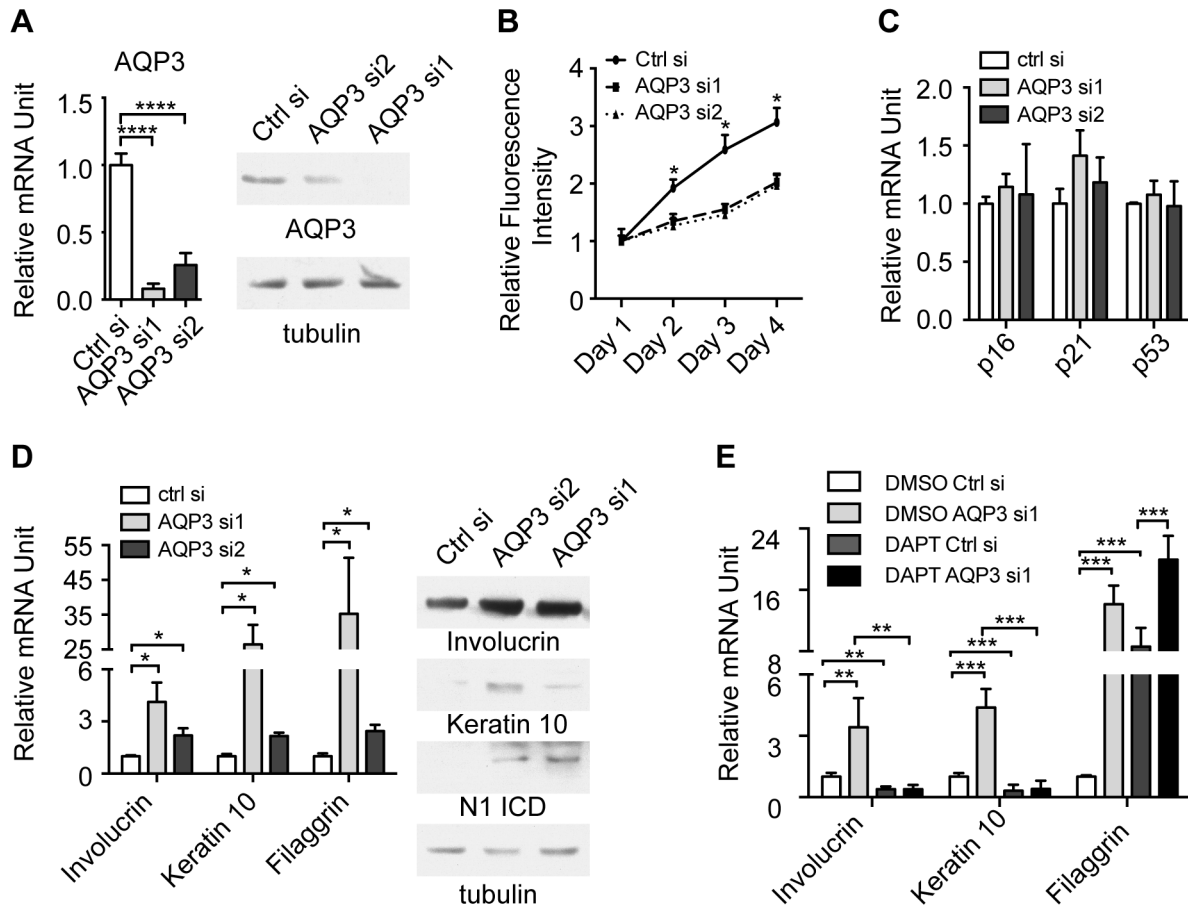 A
AQP3
Relative mRNA Unit
1.5
1.0
0.5
0.0
****
****
Ctrl si
AQP3 si1
AQP3 si2
Ctrl si
AQP3 si2
AQP3 si1
AQP3
tubulin
B
Relative Fluorescence
Intensity
4
3
2
1
0
Ctrl si
AQP3 si1
AQP3 si2
*
*
*
Day 1
Day 2
Day 3
Day 4
C
ctrl si
AQP3 si1
AQP3 si2
Relative mRNA Unit
2.0
1.5
1.0
0.5
0.0
p16
p21
p53
D
ctrl si
AQP3 si1
AQP3 si2
Relative mRNA Unit
55
45
35
25
15
6
3
0
*
*
*
*
*
*
Involucrin
Keratin 10
Filaggrin
Ctrl si
AQP3 si2
AQP3 si1
Involucrin
Keratin 10
N1 ICD
tubulin
E
DMSO Ctrl si
DMSO AQP3 si1
DAPT Ctrl si
DAPT AQP3 si1
Relative mRNA Unit
24
16
8
6
3
0
**
**
**
***
***
***
***
***
***
Involucrin
Keratin 10
Filaggrin